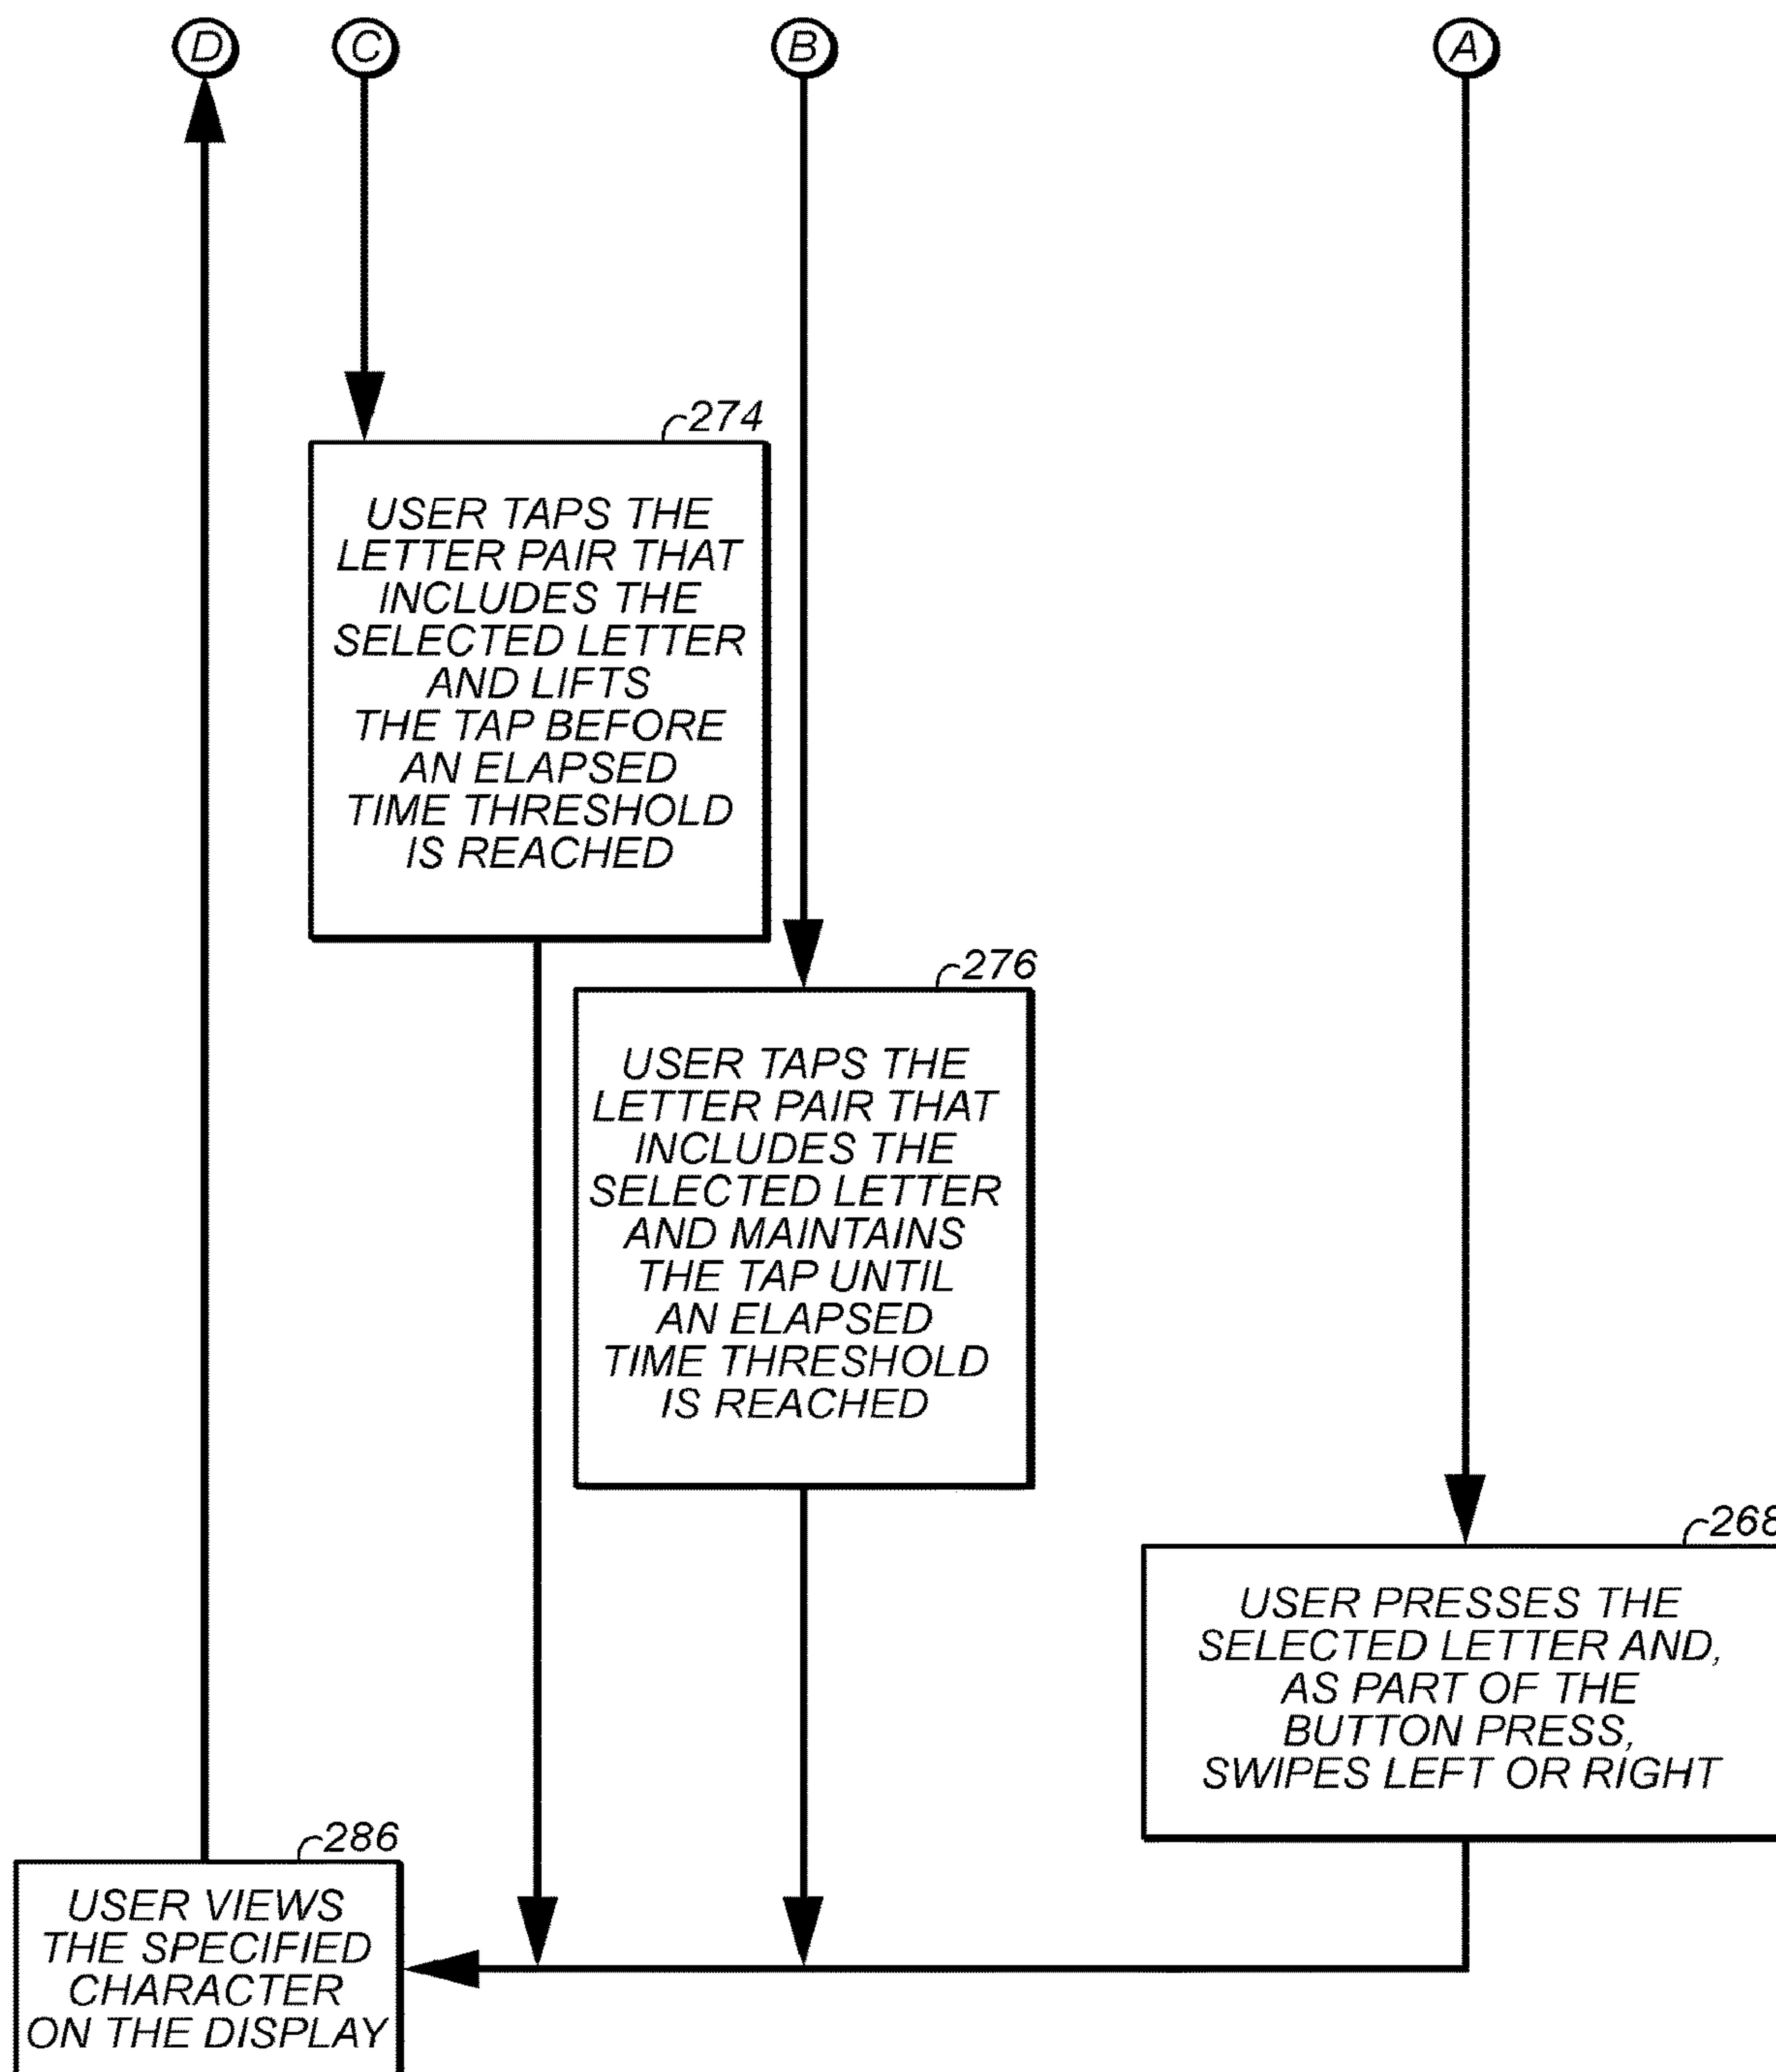 D C B A
274
USER TAPS THE
LETTER PAIR THAT
INCLUDES THE
SELECTED LETTER
AND LIFTS
THE TAP BEFORE
AN ELAPSED
TIME THRESHOLD
IS REACHED
276
USER TAPS THE
LETTER PAIR THAT
INCLUDES THE
SELECTED LETTER
AND MAINTAINS
THE TAP UNTIL
AN ELAPSED
TIME THRESHOLD
IS REACHED
268
USER PRESSES THE
SELECTED LETTER AND,
AS PART OF THE
BUTTON PRESS,
SWIPES LEFT OR RIGHT
286
USER VIEWS
THE SPECIFIED
CHARACTER
ON THE DISPLAY